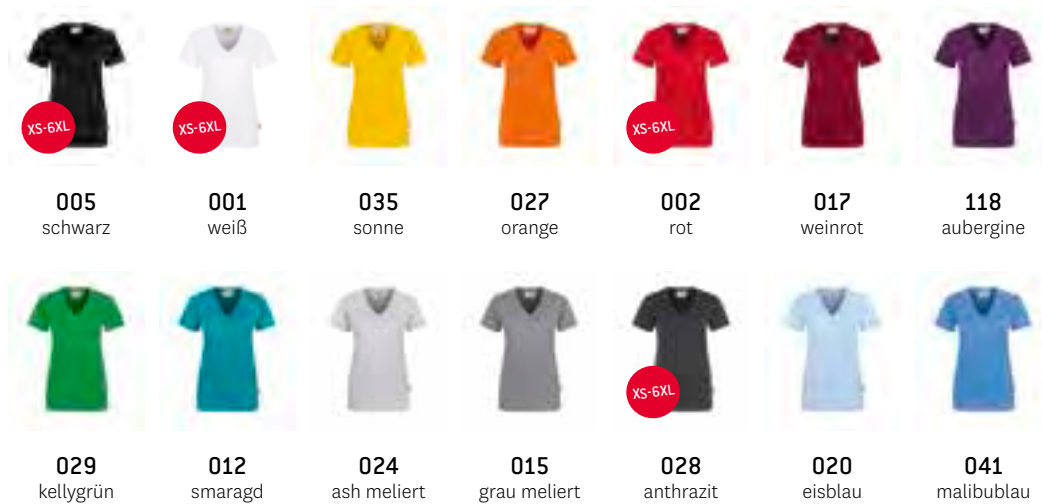 XS-6XL
XS-6XL
XS-6XL
005
schwarz
001
weiß
035
sonne
027
orange
002
rot
017
weinrot
118
aubergine
XS-6XL
029
kellygrün
012
smaragd
024
ash meliert
015
grau meliert
028
anthrazit
020
eisblau
041
malibublau